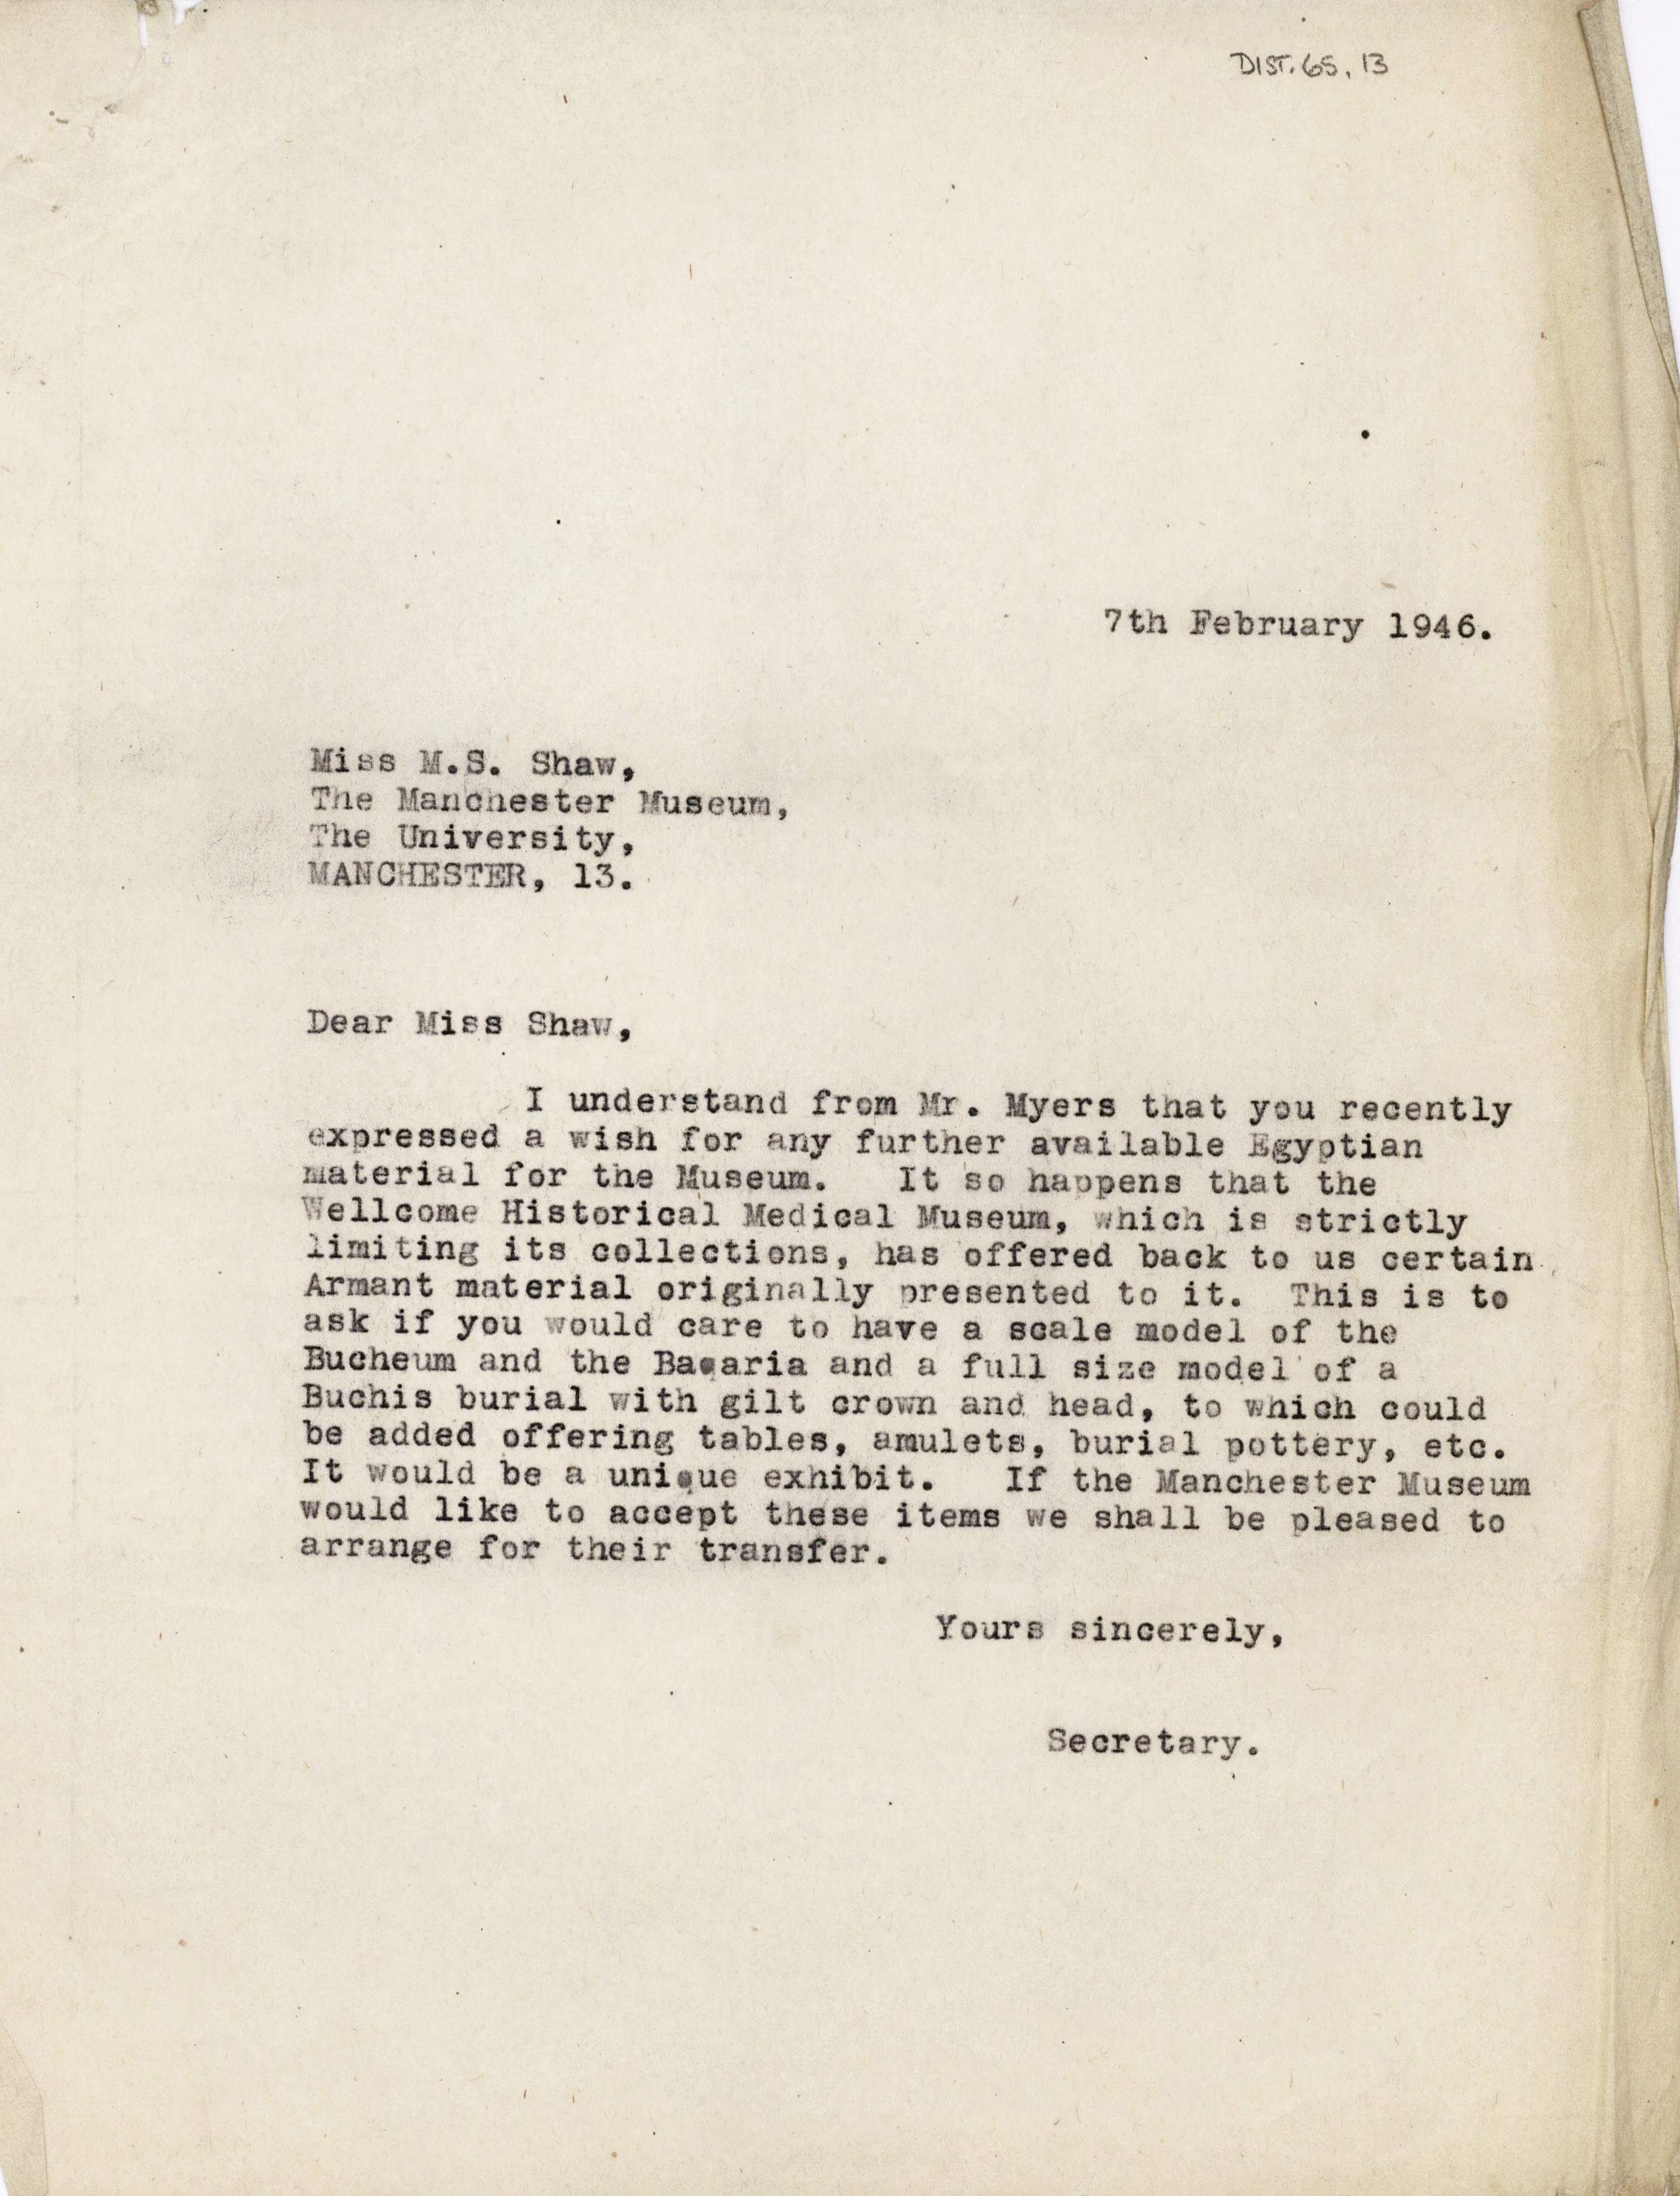 DIST. 65. 13
7th February 1946.
Miss M.S. Shaw,
The Manchester Museum,
The University,
MANCHESTER, 13.
Dear Miss Shaw,
I understand from Mr. Myers that you recently
expressed a wish for any further available Egyptian
material for the Museum. It so happens that the
Wellcome Historical Medical Museum, which is strictly
limiting its collections, has offered back to us certain
Armant material originally presented to it. This is to
ask if you would care to have a scale model of the
Bucheum and the Baqaria and a full size model of a
Buchis burial with gilt crown and head, to which could
be added offering tables, amulets, burial pottery, etc.
It would be a unique exhibit. If the Manchester Museum
would like to accept these items we shall be pleased to
arrange for their transfer.
Yours sincerely,
Secretary.